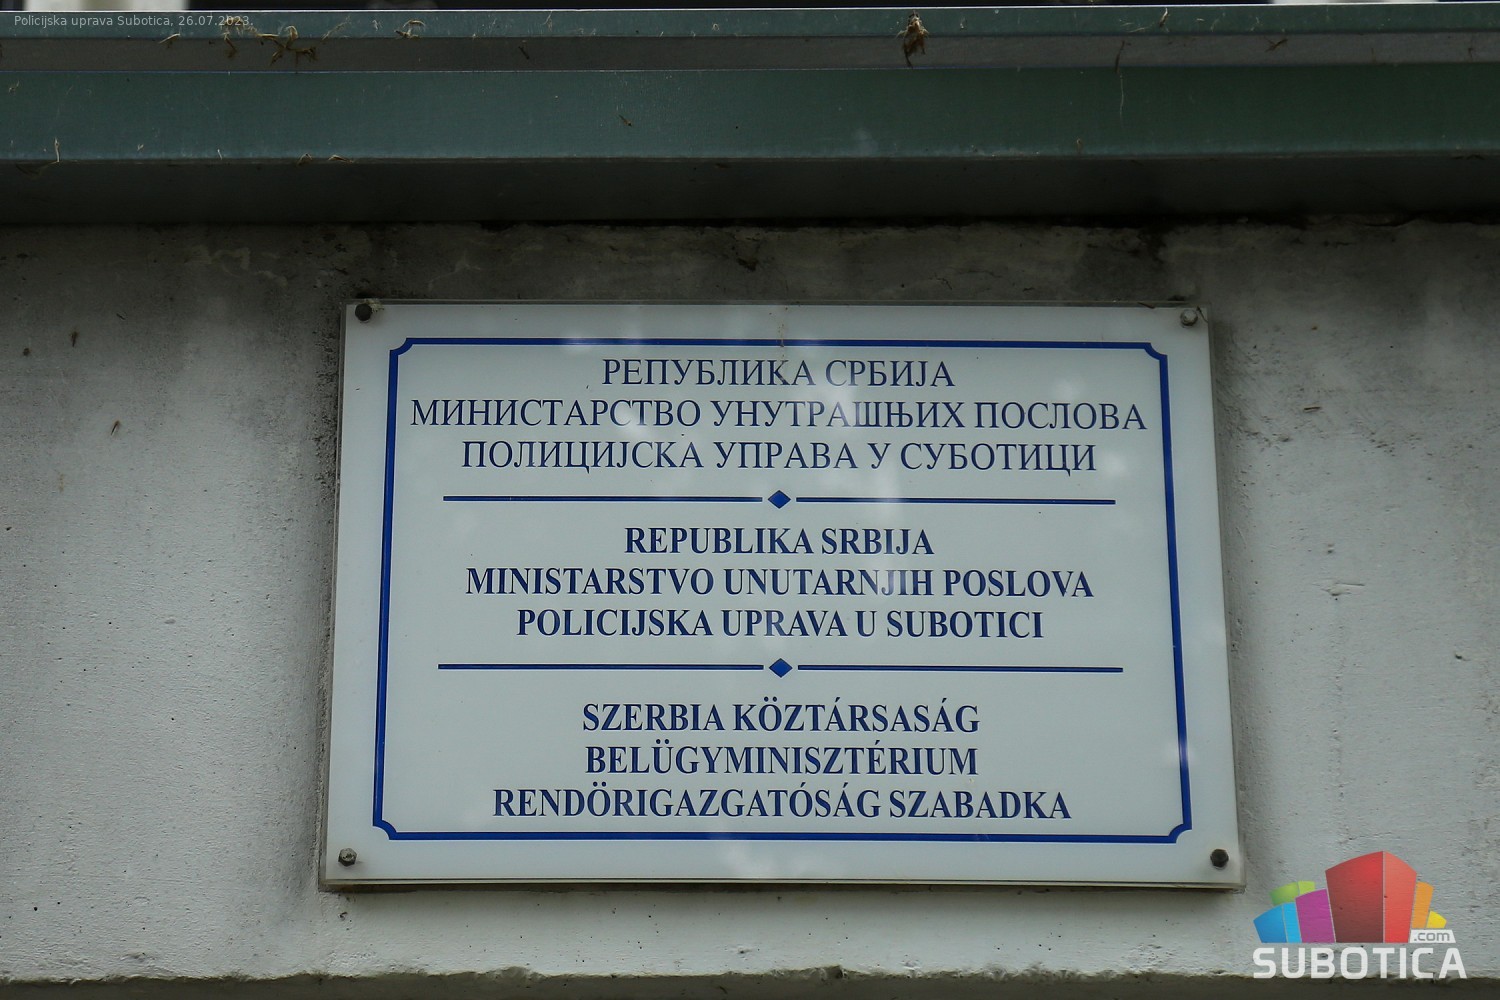 Policijska uprava Subotica, 26.07.2023.
РЕПУБЛИКА СРБИЈА
МИНИСТАРСТВО УНУТРАШЊИХ ПОСЛОВА
ПОЛИЦИЈСКА УПРАВА У СУБОТИЦИ
REPUBLIKA SRBIJA
MINISTARSTVO UNUTARNJIH POSLOVA
POLICIJSKA UPRAVA U SUBOTICI
SZERBIA KÖZTÁRSASÁG
BELÜGYMINISZTÉRIUM
RENDÖRIGAZGATÓSÁG SZABADKA
.com
SUBOTICA